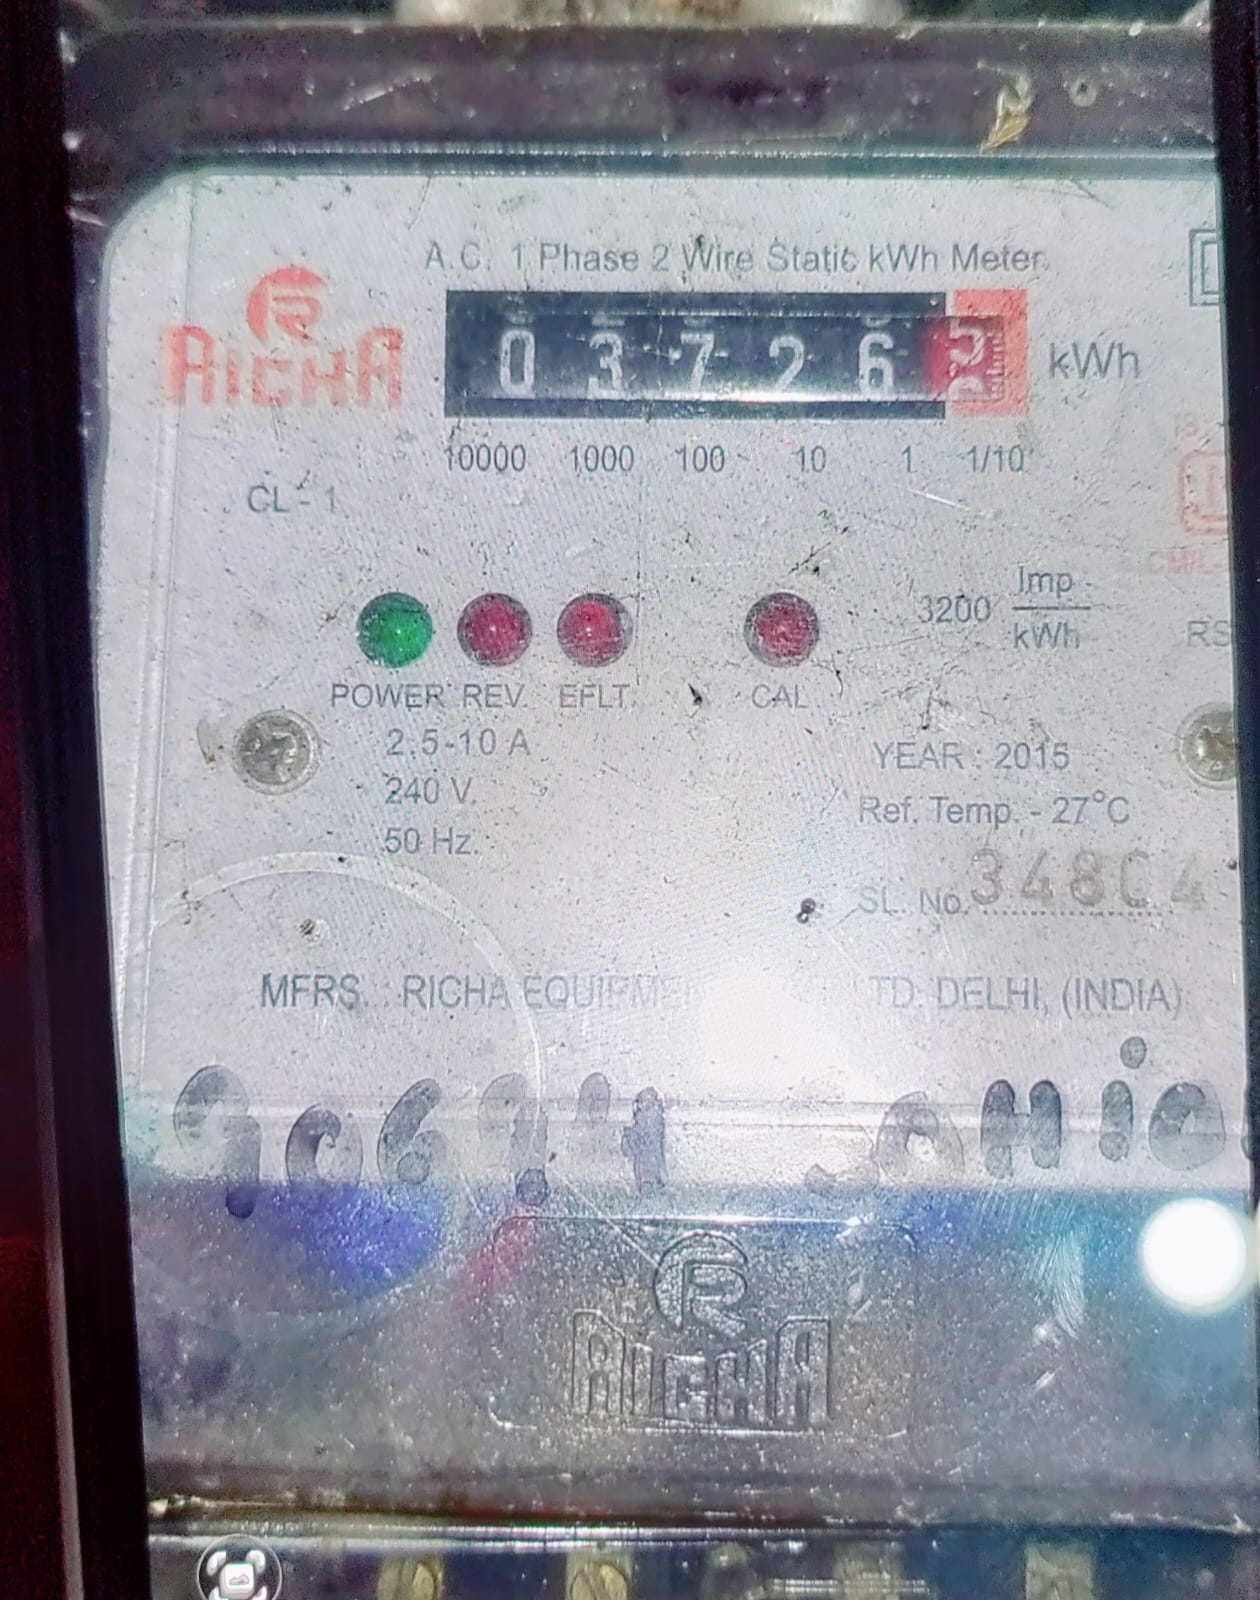 A.C. 1 Phase 2 Wire Static kWh Meter
RICHA
0 3 7 2 6 5 kWh
10000 1000 100 10 1 1/10
CL - 1
3200 Imp/kWh
RS
POWER REV. EFLT. CAL
2.5-10 A
240 V.
50 Hz.
YEAR : 2015
Ref. Temp. - 27°C
SL. No. 348C4
MFRS. RICHA TD. DELHI, (INDIA)
RICHA